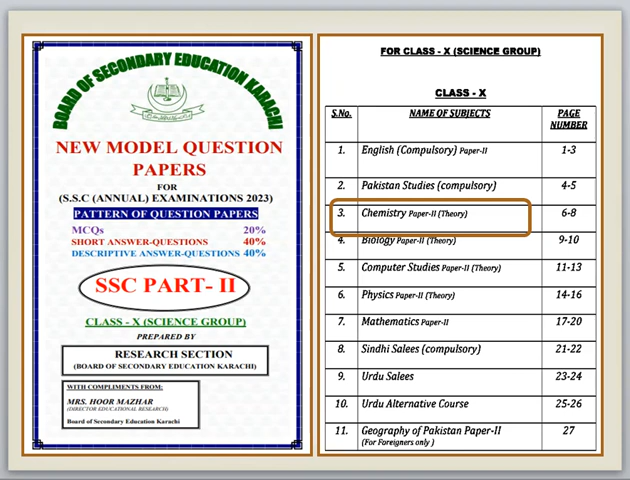 BOARD OF SECONDARY EDUCATION KARACHI
NEW MODEL QUESTION
PAPERS
FOR
(S.S.C (ANNUAL) EXAMINATIONS 2023)
PATTERN OF QUESTION PAPERS
MCQs 20%
SHORT ANSWER-QUESTIONS 40%
DESCRIPTIVE ANSWER-QUESTIONS 40%
SSC PART- II
CLASS - X (SCIENCE GROUP)
PREPARED BY
RESEARCH SECTION
(BOARD OF SECONDARY EDUCATION KARACHI)
WITH COMPLIMENTS FROM:
MRS. HOOR MAZHAR
(DIRECTOR EDUCATIONAL RESEARCH)
Board of Secondary Education Karachi
FOR CLASS - X (SCIENCE GROUP)
CLASS - X
S.No. NAME OF SUBJECTS PAGE NUMBER
1. English (Compulsory) Paper-II 1-3
2. Pakistan Studies (compulsory) 4-5
3. Chemistry Paper-II (Theory) 6-8
4. Biology Paper-II (Theory) 9-10
5. Computer Studies Paper-II (Theory) 11-13
6. Physics Paper-II (Theory) 14-16
7. Mathematics Paper-II 17-20
8. Sindhi Salees (compulsory) 21-22
9. Urdu Salees 23-24
10. Urdu Alternative Course 25-26
11. Geography of Pakistan Paper-II 27
(For Foreigners only )